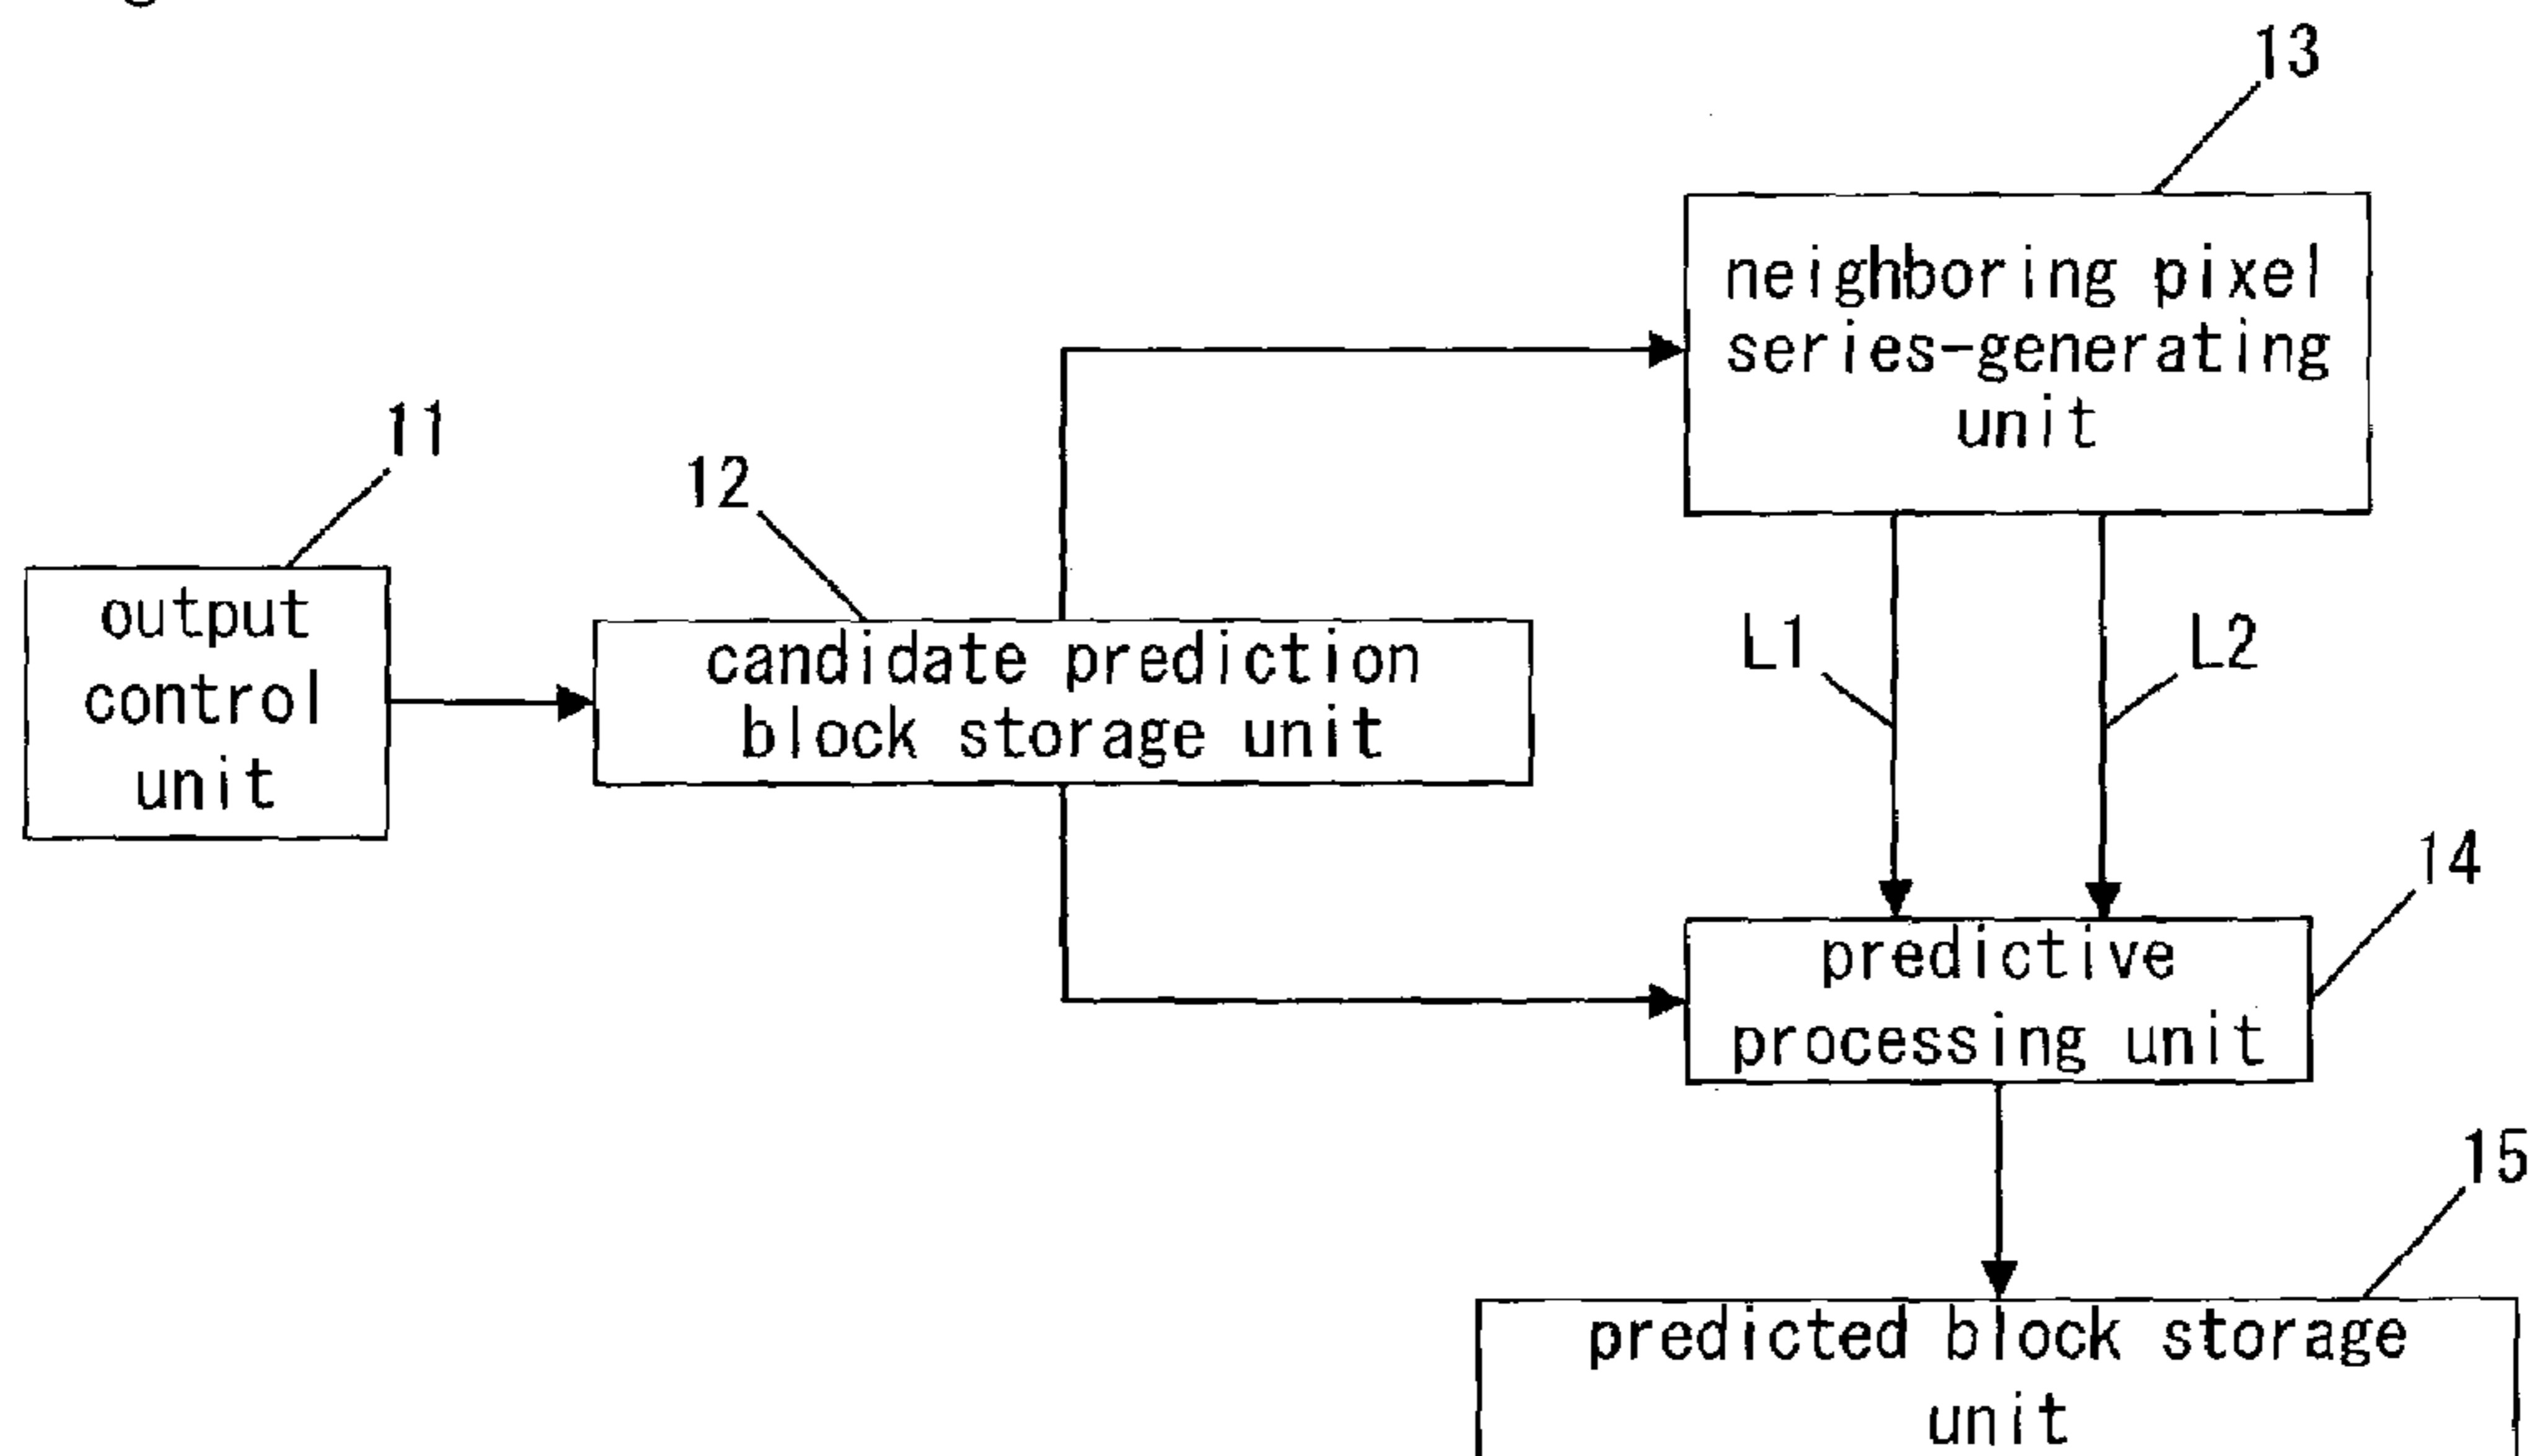 13
neighboring pixel
series-generating
unit
11
12
output
control
unit
candidate prediction
block storage unit
L1
L2
14
predictive
processing unit
15
predicted block storage
unit